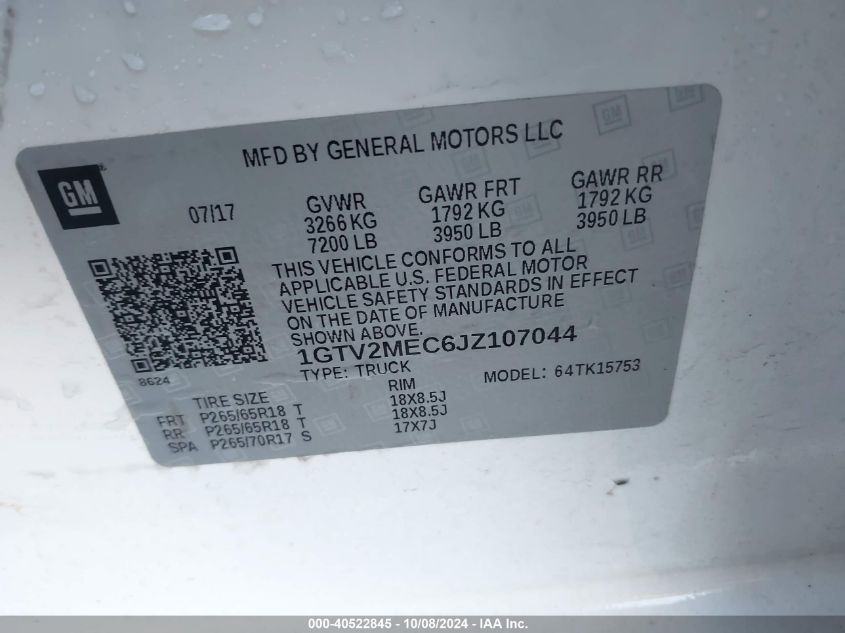 MFD BY GENERAL MOTORS LLC
GM
07/17
GVWR
3266 KG
7200 LB
GAWR FRT
1792 KG
3950 LB
GAWR RR
1792 KG
3950 LB
THIS VEHICLE CONFORMS TO ALL
APPLICABLE U.S. FEDERAL MOTOR
VEHICLE SAFETY STANDARDS IN EFFECT
ON THE DATE OF MANUFACTURE
SHOWN ABOVE.
1GTV2MEC6JZ107044
8624
TYPE: TRUCK
MODEL: 64TK15753
TIRE SIZE RIM
FRT P265/65R18 T 18X8.5J
RR P265/65R18 T 18X8.5J
SPA P265/70R17 S 17X7J
000-40522845 - 10/08/2024 - IAA Inc.